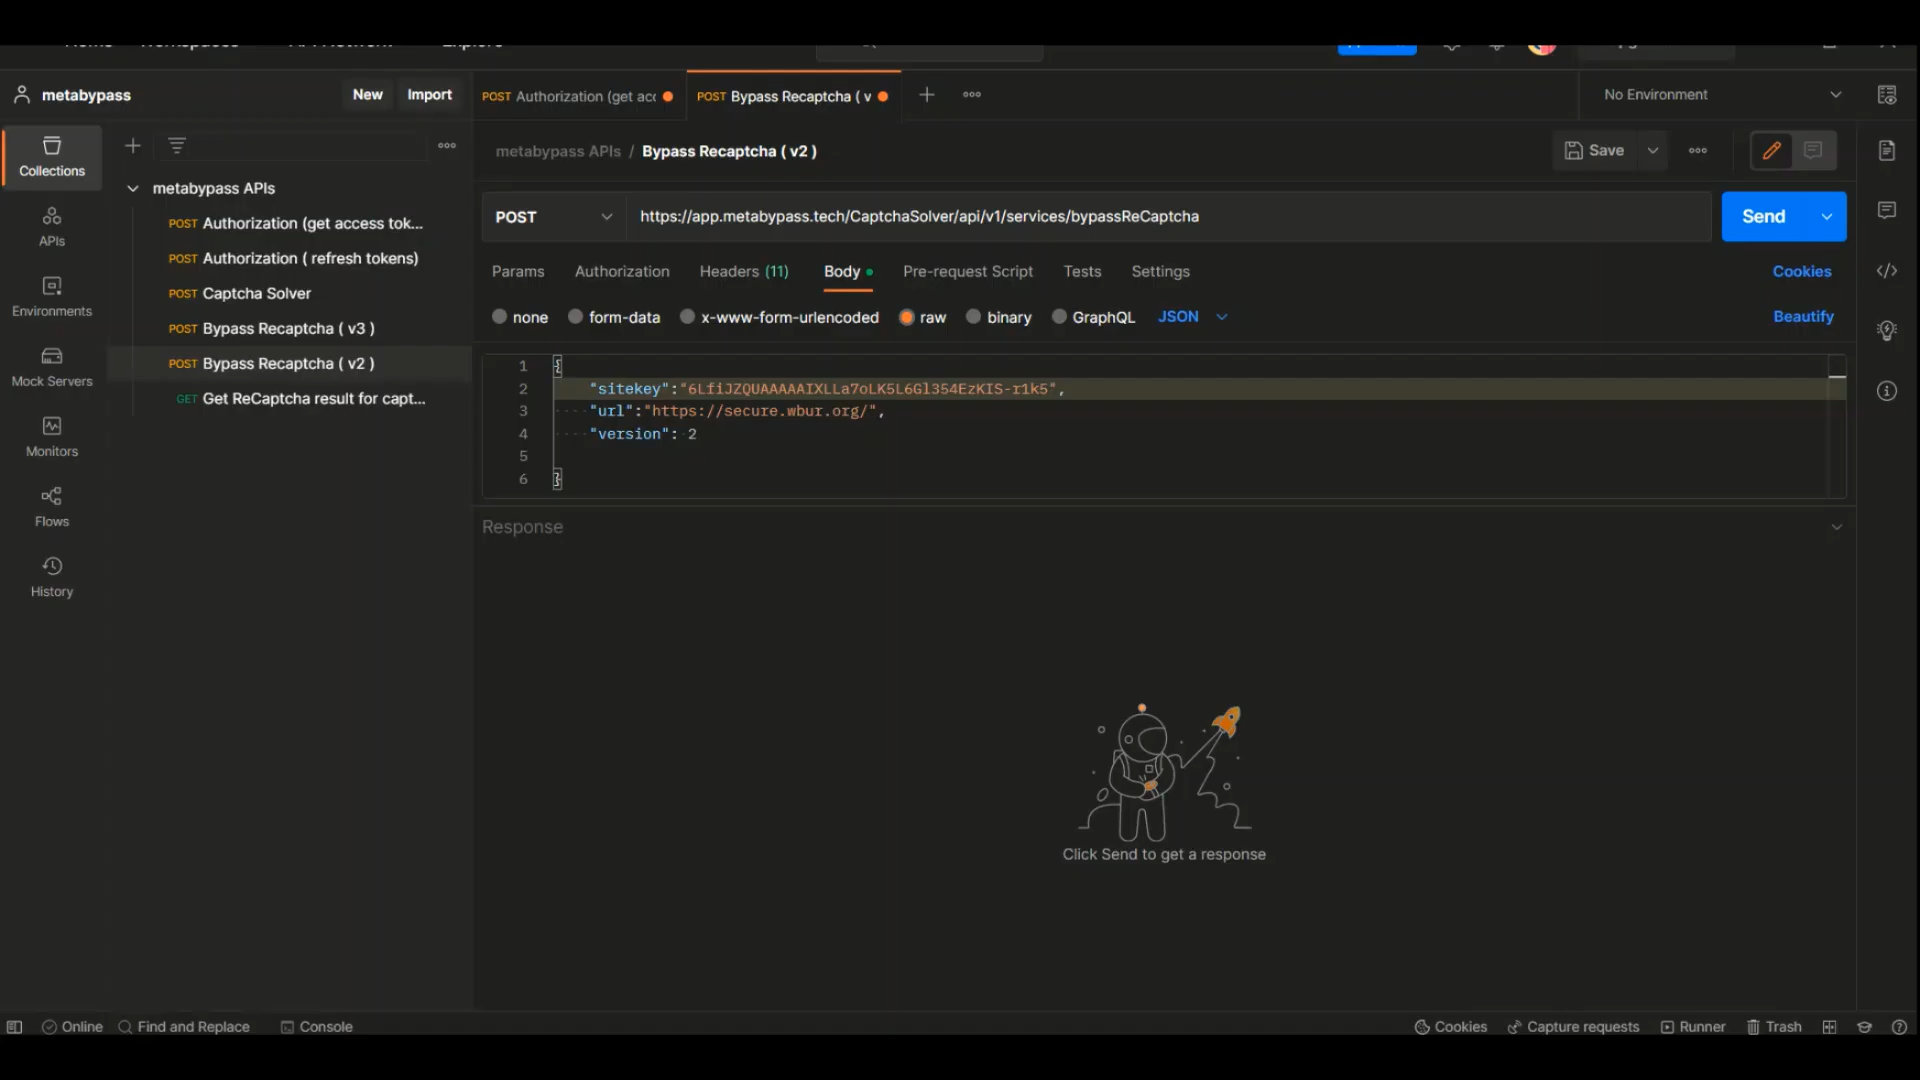 metabypass
New
Import
POST Authorization (get acc
POST Bypass Recaptcha ( v
No Environment
Collections
metabypass APIs / Bypass Recaptcha ( v2 )
Save
metabypass APIs
POST Authorization (get access tok...
POST Authorization ( refresh tokens)
POST Captcha Solver
POST Bypass Recaptcha ( v3 )
POST Bypass Recaptcha ( v2 )
GET Get ReCaptcha result for capt...
APIs
Environments
Mock Servers
Monitors
Flows
History
POST
https://app.metabypass.tech/CaptchaSolver/api/v1/services/bypassReCaptcha
Send
Params Authorization Headers (11) Body Pre-request Script Tests Settings
Cookies
none form-data x-www-form-urlencoded raw binary GraphQL JSON
Beautify
1 {
2 "sitekey":"6LfiJZQUAAAAAIXLLa7oLK5L6Gl354EzKIS-r1k5",
3 "url":"https://secure.wbur.org/",
4 "version": 2
5
6 }
Response
Click Send to get a response
Online Find and Replace Console
Cookies Capture requests Runner Trash